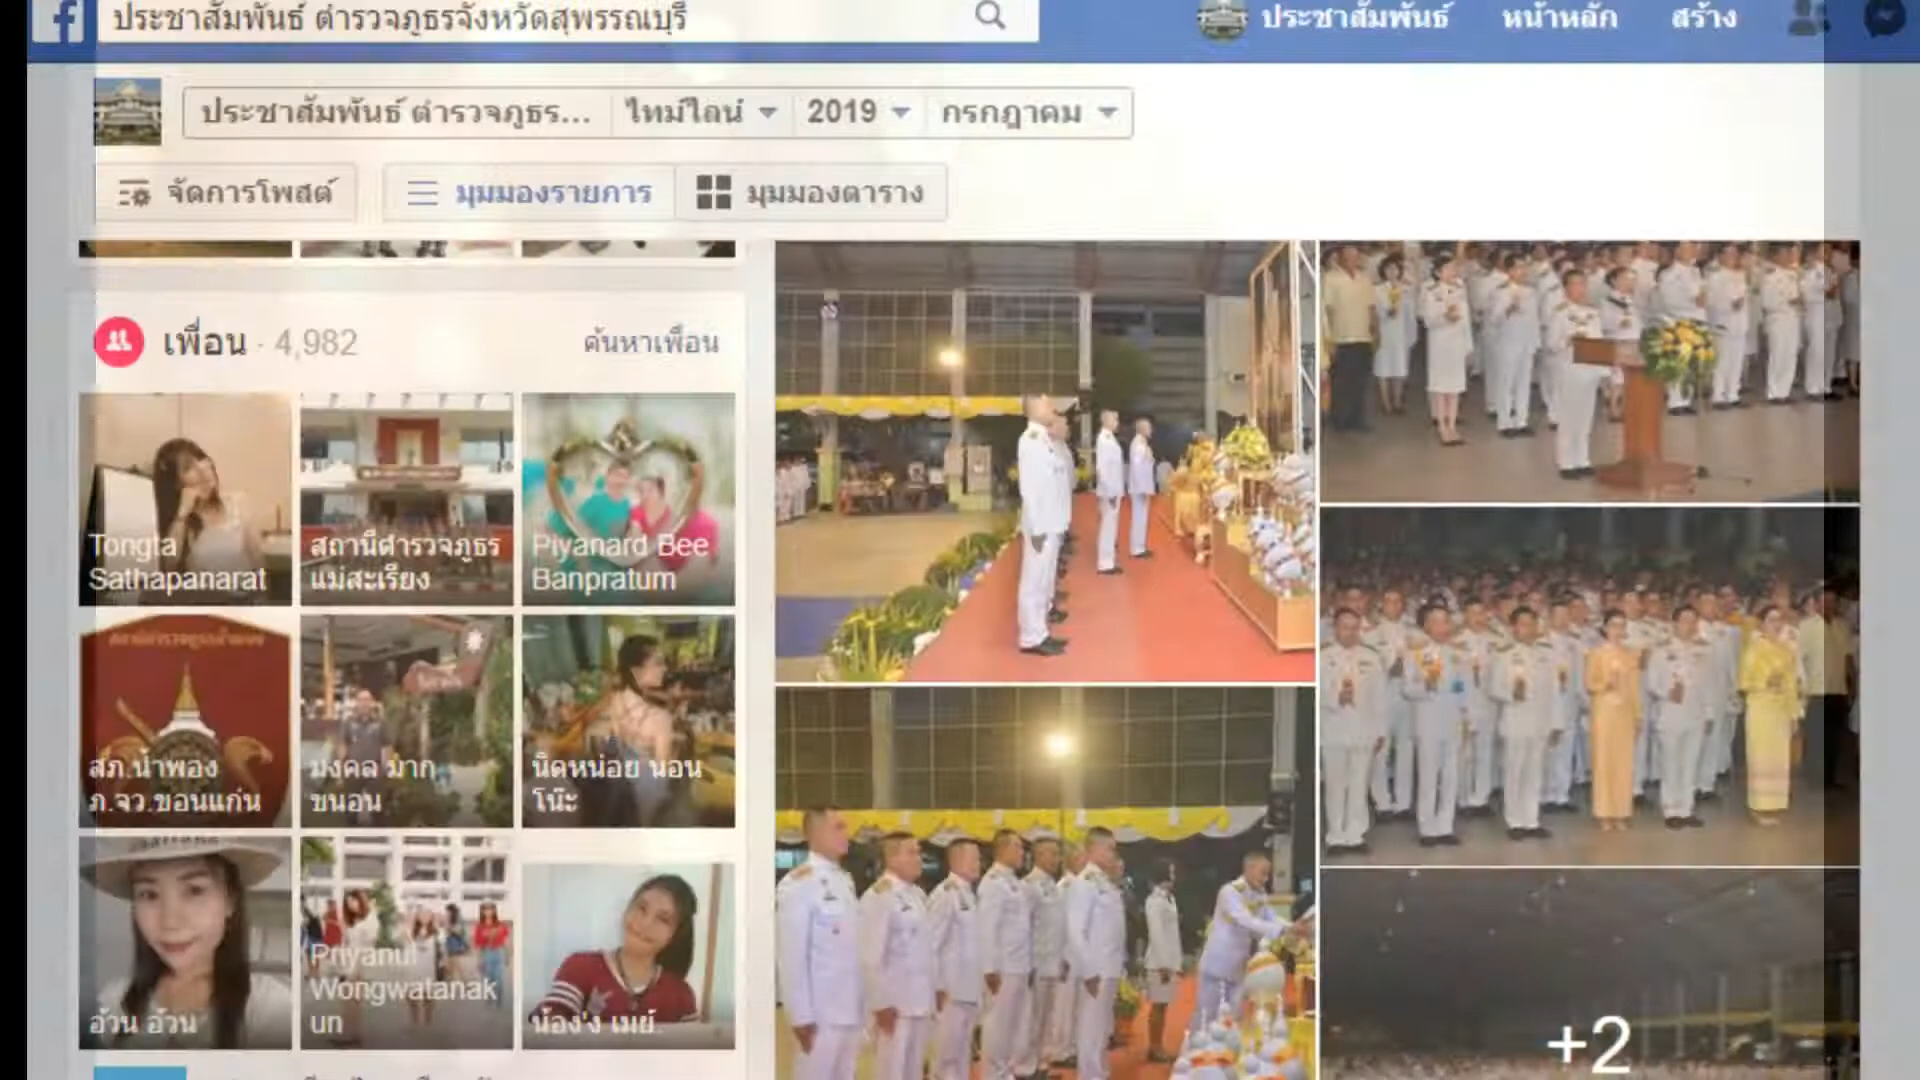 ประชาสัมพันธ์ ตำรวจภูธรจังหวัดสุพรรณบุรี
ประชาสัมพันธ์ หน้าหลัก สร้าง
ประชาสัมพันธ์ ตำรวจภูธร... ไทม์ไลน์ 2019 กรกฎาคม
จัดการโพสต์ มุมมองรายการ มุมมองตาราง
เพื่อน · 4,982 ค้นหาเพื่อน
Tongta
Sathapanarat
สถานีตำรวจภูธร
แม่สะเรียง
Piyanard Bee
Banpratum
สภ.น้ำพอง
ภ.จว.ขอนแก่น
มงคล มาก
ขนอน
นิดหน่อย นอน
โน๊ะ
อ้วน อ้วน
Priyanut
Wongwatanak
un
น้อง'ง เมย์
+2